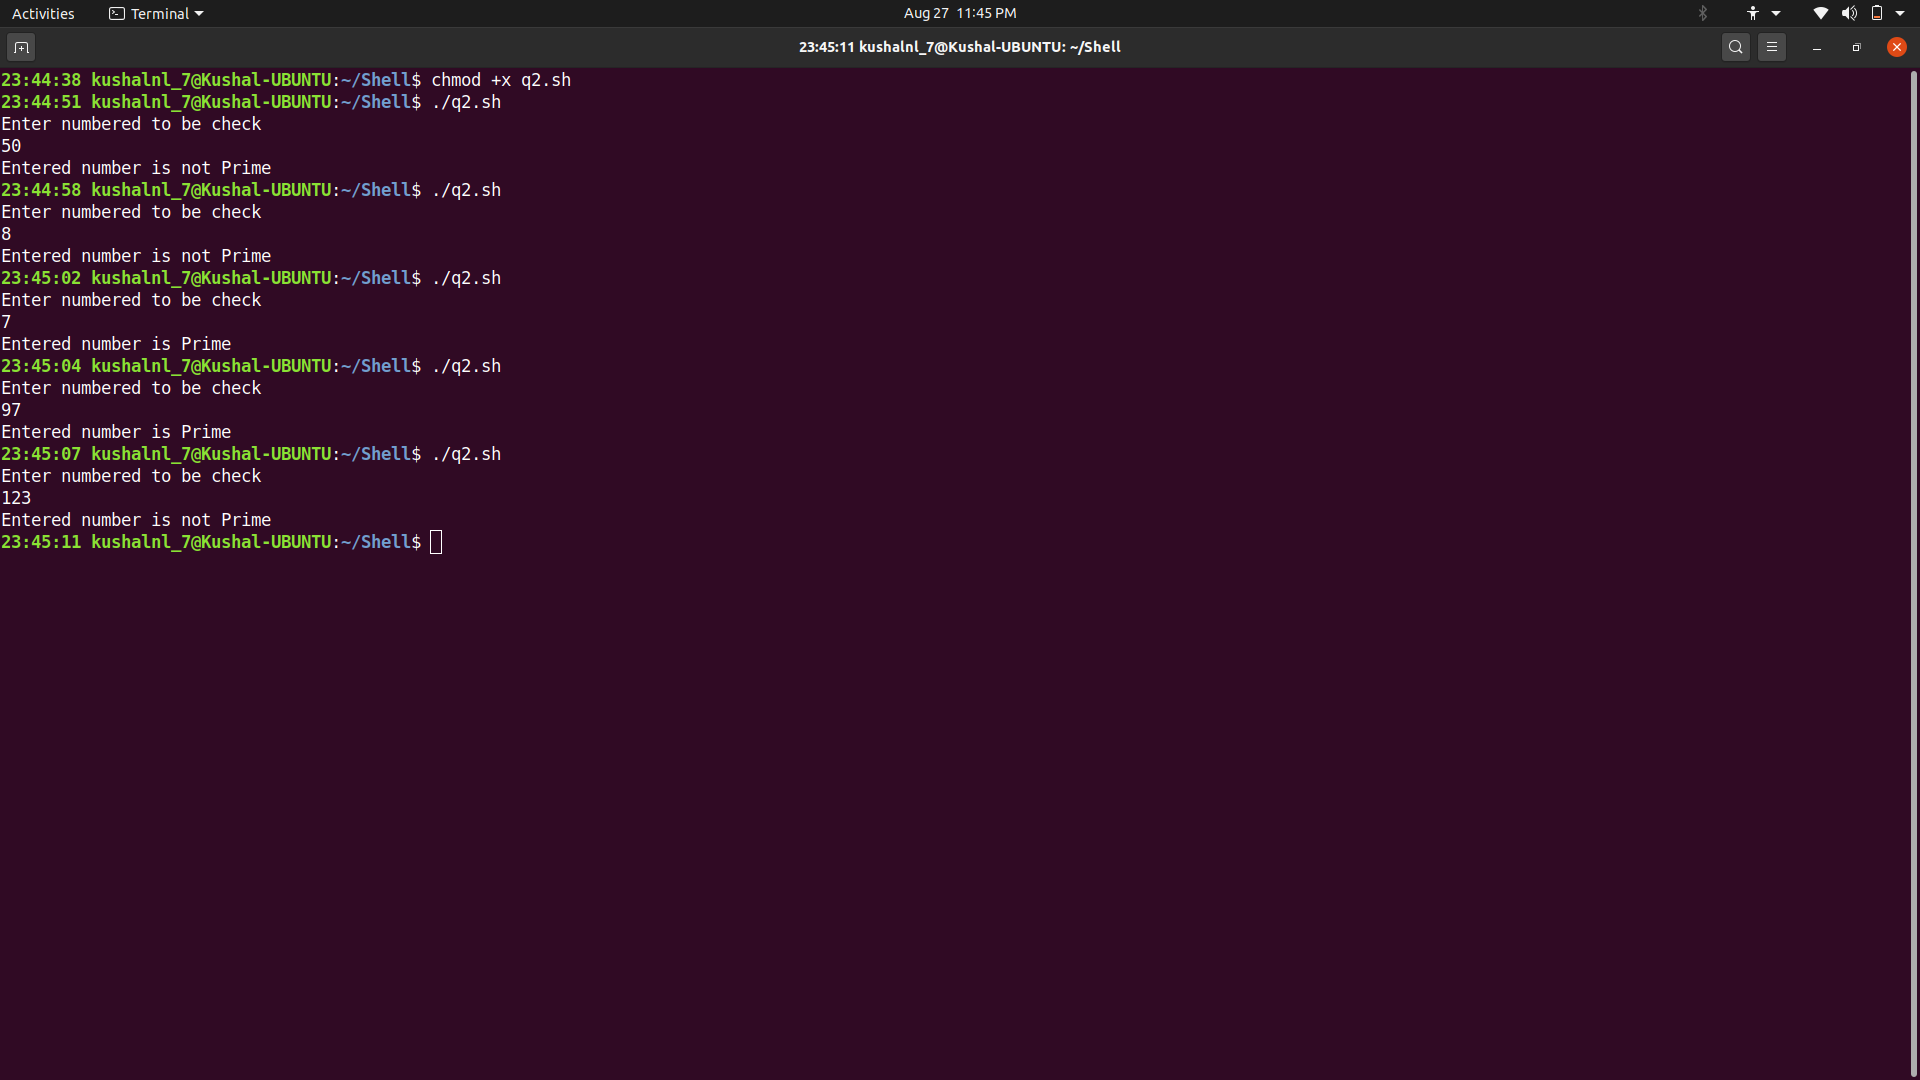 Activities Terminal Aug 27 11:45 PM
23:45:11 kushalnl_7@Kushal-UBUNTU: ~/Shell
23:44:38 kushalnl_7@Kushal-UBUNTU:~/Shell$ chmod +x q2.sh
23:44:51 kushalnl_7@Kushal-UBUNTU:~/Shell$ ./q2.sh
Enter numbered to be check
50
Entered number is not Prime
23:44:58 kushalnl_7@Kushal-UBUNTU:~/Shell$ ./q2.sh
Enter numbered to be check
8
Entered number is not Prime
23:45:02 kushalnl_7@Kushal-UBUNTU:~/Shell$ ./q2.sh
Enter numbered to be check
7
Entered number is Prime
23:45:04 kushalnl_7@Kushal-UBUNTU:~/Shell$ ./q2.sh
Enter numbered to be check
97
Entered number is Prime
23:45:07 kushalnl_7@Kushal-UBUNTU:~/Shell$ ./q2.sh
Enter numbered to be check
123
Entered number is not Prime
23:45:11 kushalnl_7@Kushal-UBUNTU:~/Shell$